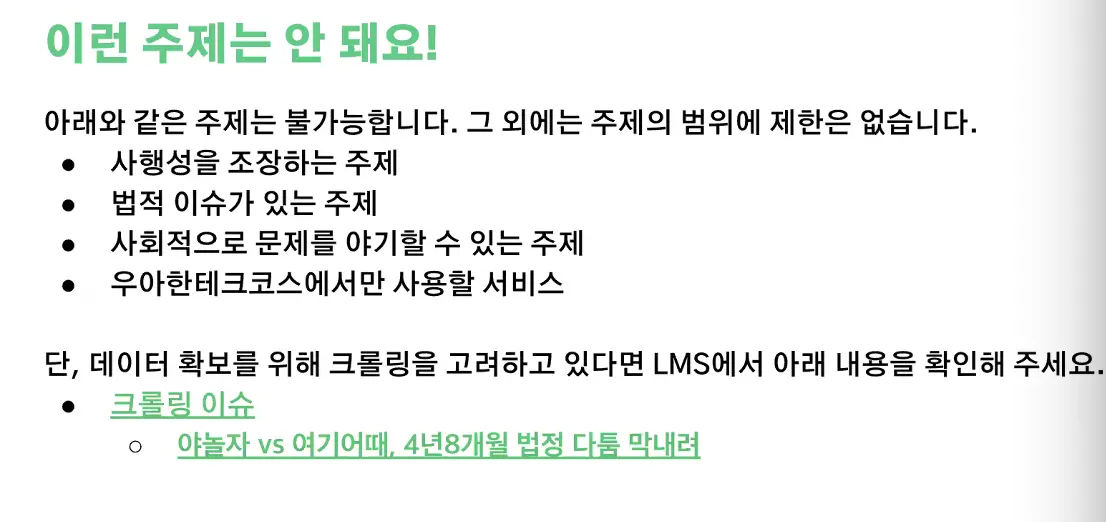 이런 주제는 안 돼요!
아래와 같은 주제는 불가능합니다. 그 외에는 주제의 범위에 제한은 없습니다.
● 사행성을 조장하는 주제
● 법적 이슈가 있는 주제
● 사회적으로 문제를 야기할 수 있는 주제
● 우아한테크코스에서만 사용할 서비스
단, 데이터 확보를 위해 크롤링을 고려하고 있다면 LMS에서 아래 내용을 확인해 주세요.
● 크롤링 이슈
○ 야놀자 vs 여기어때, 4년8개월 법정 다툼 막내려